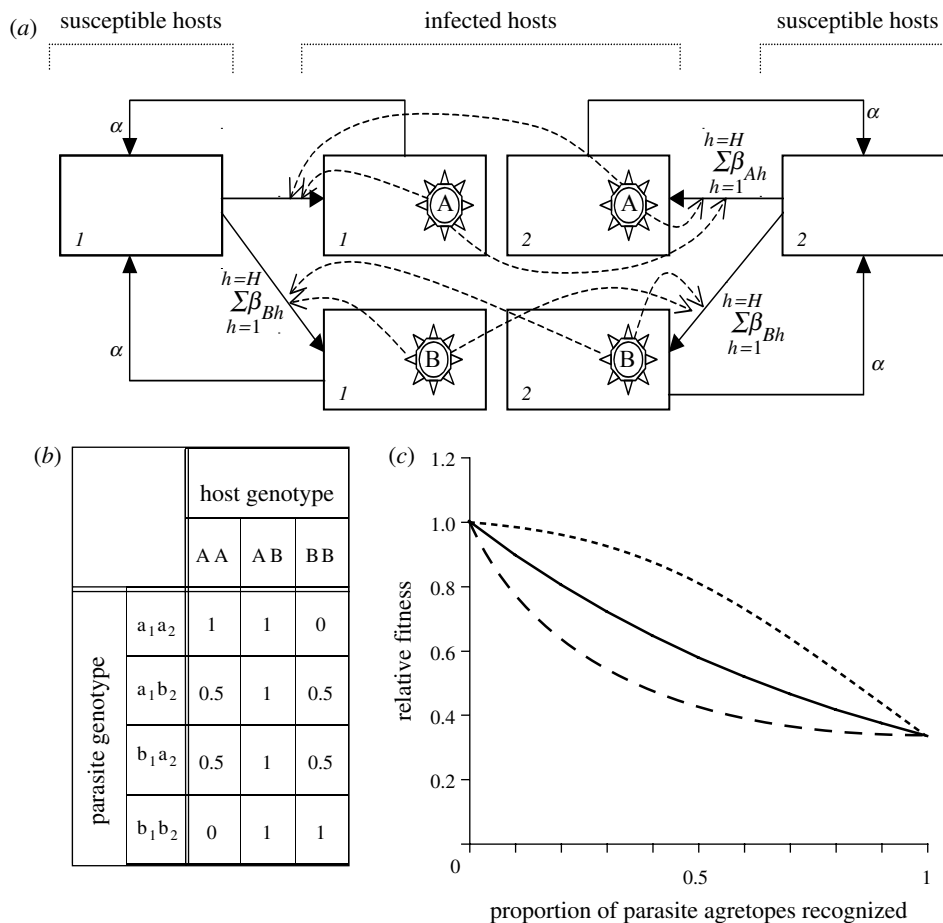 (a) susceptible hosts infected hosts susceptible hosts
α α
h=H
Σβ_Ah
h=1
1 1 A 2 A 2
h=H
Σβ_Bh
h=1
h=H
Σβ_Bh
h=1
α α
1 B 2 B
(b)
host genotype
A A A B B B
parasite genotype
a₁a₂ 1 1 0
a₁b₂ 0.5 1 0.5
b₁a₂ 0.5 1 0.5
b₁b₂ 0 1 1
(c)
relative fitness
1.2
1.0
0.8
0.6
0.4
0.2
0 0.5 1
proportion of parasite agretopes recognized